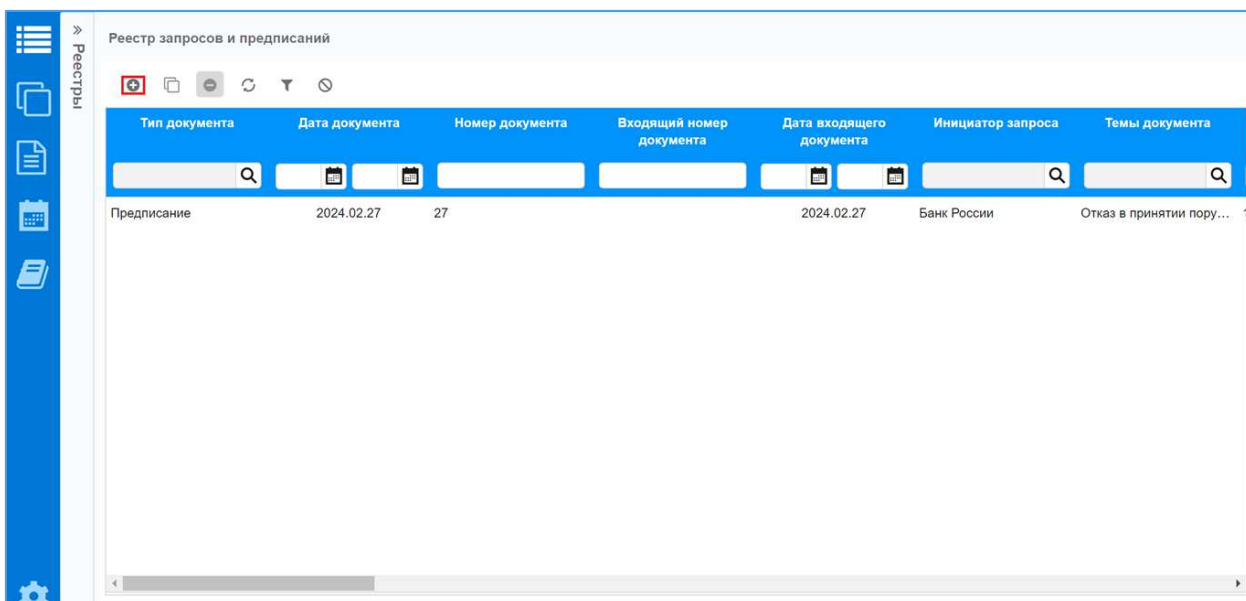 Реестры
Реестр запросов и предписаний
Тип документа
Дата документа
Номер документа
Входящий номер
документа
Дата входящего
документа
Инициатор запроса
Темы документа
Предписание
2024.02.27
27
2024.02.27
Банк России
Отказ в принятии пору...